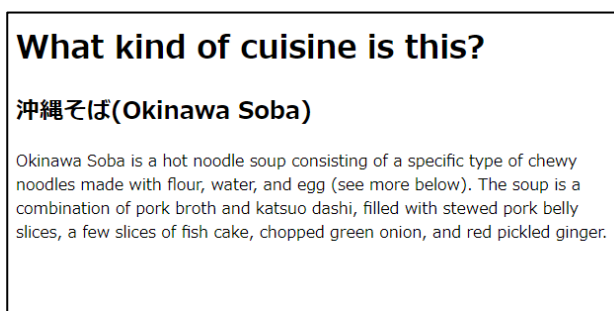 What kind of cuisine is this?
沖縄そば(Okinawa Soba)
Okinawa Soba is a hot noodle soup consisting of a specific type of chewy
noodles made with flour, water, and egg (see more below). The soup is a
combination of pork broth and katsuo dashi, filled with stewed pork belly
slices, a few slices of fish cake, chopped green onion, and red pickled ginger.